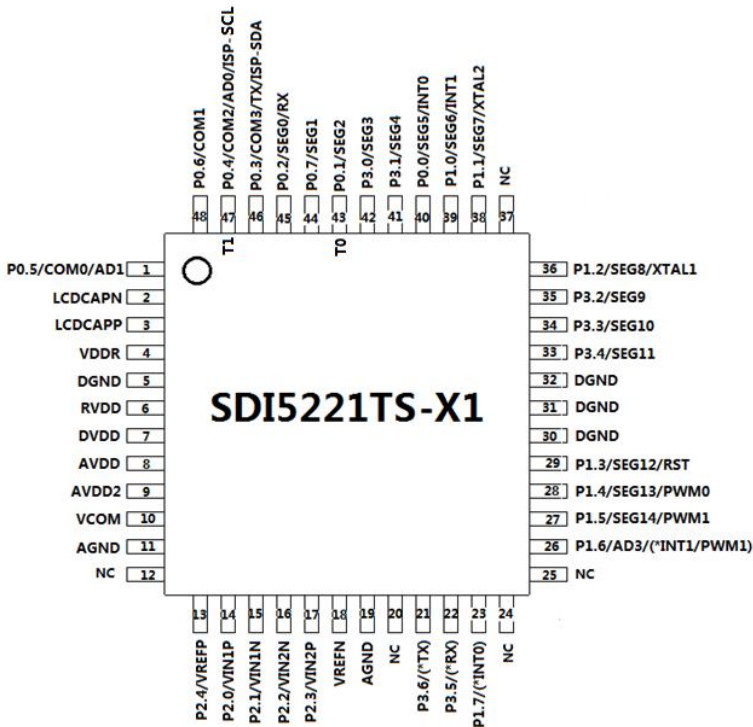 P0.6/COM1
P0.4/COM2/AD0/ISP-SCL
P0.3/COM3/TX/ISP-SDA
P0.2/SEG0/RX
P0.7/SEG1
P0.1/SEG2
P3.0/SEG3
P3.1/SEG4
P0.0/SEG5/INT0
P1.0/SEG6/INT1
P1.1/SEG7/XTAL2
NC
48 47 46 45 44 43 42 41 40 39 38 37
T1 T0
P0.5/COM0/AD1 1
LCDCAPN 2
LCDCAPP 3
VDDR 4
DGND 5
RVDD 6
DVDD 7
AVDD 8
AVDD2 9
VCOM 10
AGND 11
NC 12
SDI5221TS-X1
36 P1.2/SEG8/XTAL1
35 P3.2/SEG9
34 P3.3/SEG10
33 P3.4/SEG11
32 DGND
31 DGND
30 DGND
29 P1.3/SEG12/RST
28 P1.4/SEG13/PWM0
27 P1.5/SEG14/PWM1
26 P1.6/AD3/(*INT1/PWM1)
25 NC
13 14 15 16 17 18 19 20 21 22 23 24
P2.4/VREFP
P2.0/VIN1P
P2.1/VIN1N
P2.2/VIN2N
P2.3/VIN2P
VREFN
AGND
NC
P3.6/(*TX)
P3.5/(*RX)
P1.7/(*INT0)
NC